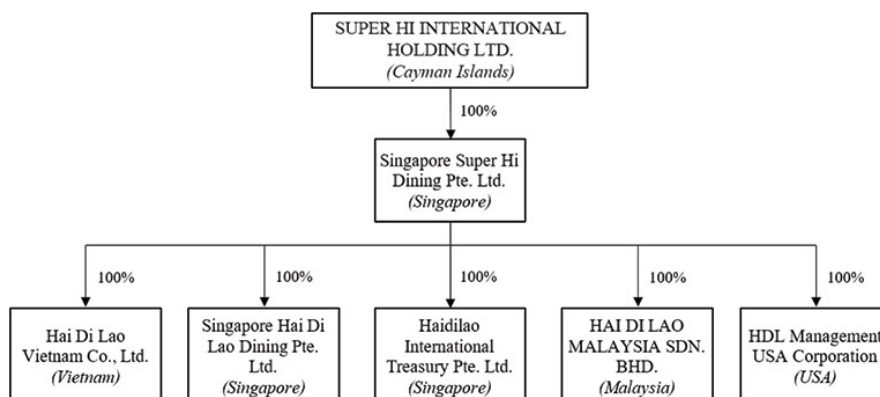 SUPER HI INTERNATIONAL
HOLDING LTD.
(Cayman Islands)
100%
Singapore Super Hi
Dining Pte. Ltd.
(Singapore)
100%
100%
100%
100%
100%
Hai Di Lao
Vietnam Co., Ltd.
(Vietnam)
Singapore Hai Di
Lao Dining Pte.
Ltd.
(Singapore)
Haidilao
International
Treasury Pte. Ltd.
(Singapore)
HAI DI LAO
MALAYSIA SDN.
BHD.
(Malaysia)
HDL Management
USA Corporation
(USA)